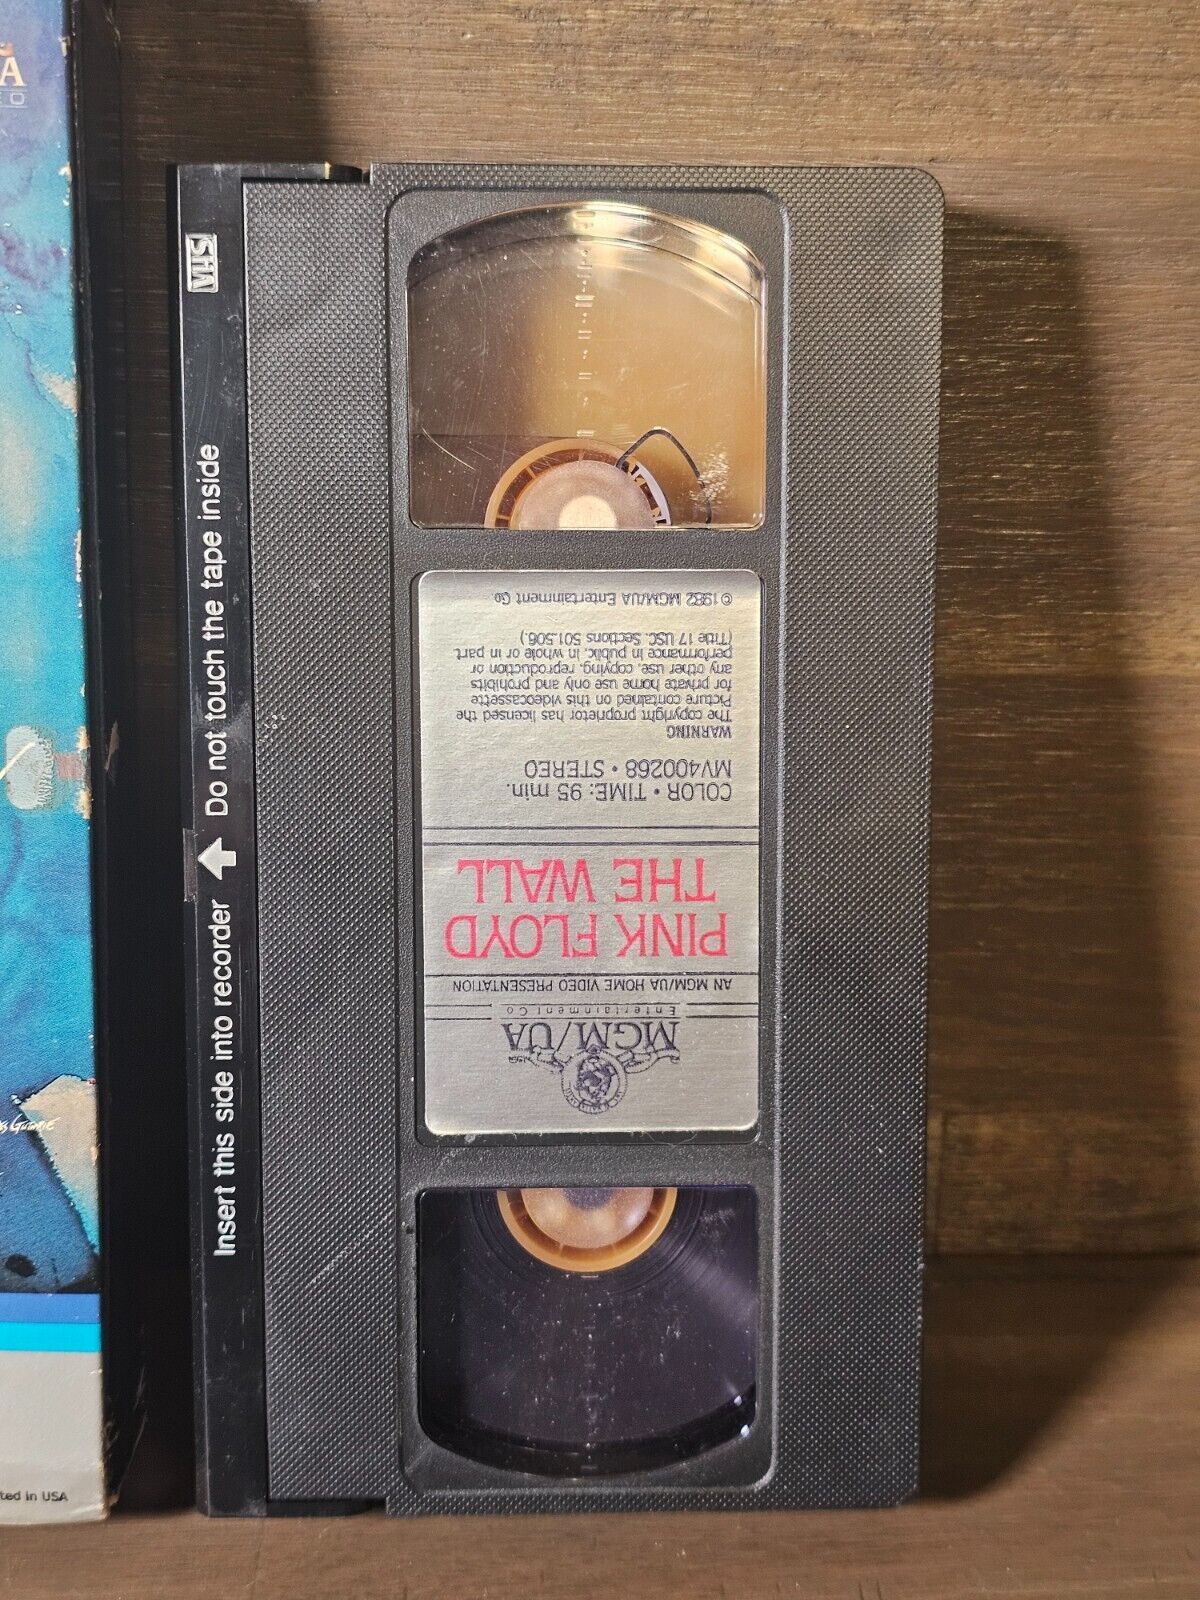 MGM/UA
Entertainment Co
AN MGM/UA HOME VIDEO PRESENTATION
PINK FLOYD
THE WALL
COLOR • TIME: 95 min.
MV400268 • STEREO
WARNING
The copyright proprietor has licensed the
Picture contained on this videocassette
for private home use only and prohibits
any other use, copying, reproduction or
performance in public, in whole or in part
(Title 17 USC. Sections 501.506.)
© 1982 MGM/UA Entertainment Co
Insert this side into recorder Do not touch the tape inside
VHS
A
EO
Guthrie
ted in USA